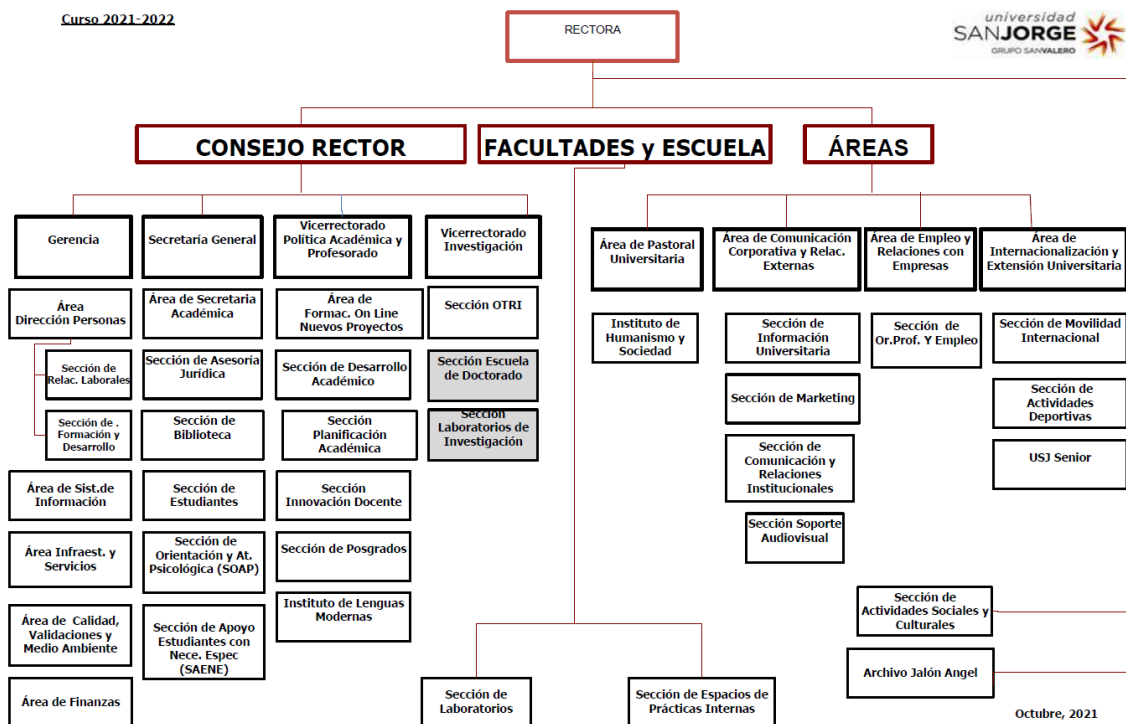 Curso 2021-2022
RECTORA
universidad
SANJORGE
GRUPO SANVALERO
CONSEJO RECTOR
FACULTADES y ESCUELA
ÁREAS
Gerencia
Secretaría General
Vicerrectorado
Política Académica y
Profesorado
Vicerrectorado
Investigación
Área de Pastoral
Universitaria
Área de Comunicación
Corporativa y Relac.
Externas
Área de Empleo y
Relaciones con
Empresas
Área de
Internacionalización y
Extensión Universitaria
Área
Dirección Personas
Área de Secretaria
Académica
Área de
Formac. On Line
Nuevos Proyectos
Sección OTRI
Instituto de
Humanismo y
Sociedad
Sección de
Información
Universitaria
Sección de
Or.Prof. Y Empleo
Sección de Movilidad
Internacional
Sección de
Relac. Laborales
Sección de Asesoría
Jurídica
Sección de Desarrollo
Académico
Sección Escuela
de Doctorado
Sección de Marketing
Sección de
Actividades
Deportivas
Sección de .
Formación y
Desarrollo
Sección de
Biblioteca
Sección
Planificación
Académica
Sección
Laboratorios de
Investigación
Sección de
Comunicación y
Relaciones
Institucionales
USJ Senior
Área de Sist.de
Información
Sección de
Estudiantes
Sección
Innovación Docente
Sección Soporte
Audiovisual
Área Infraest. y
Servicios
Sección de
Orientación y At.
Psicológica (SOAP)
Sección de Posgrados
Área de Calidad,
Validaciones y
Medio Ambiente
Sección de Apoyo
Estudiantes con
Nece. Espec
(SAENE)
Instituto de Lenguas
Modernas
Sección de
Actividades Sociales y
Culturales
Archivo Jalón Angel
Área de Finanzas
Sección de
Laboratorios
Sección de Espacios de
Prácticas Internas
Octubre, 2021